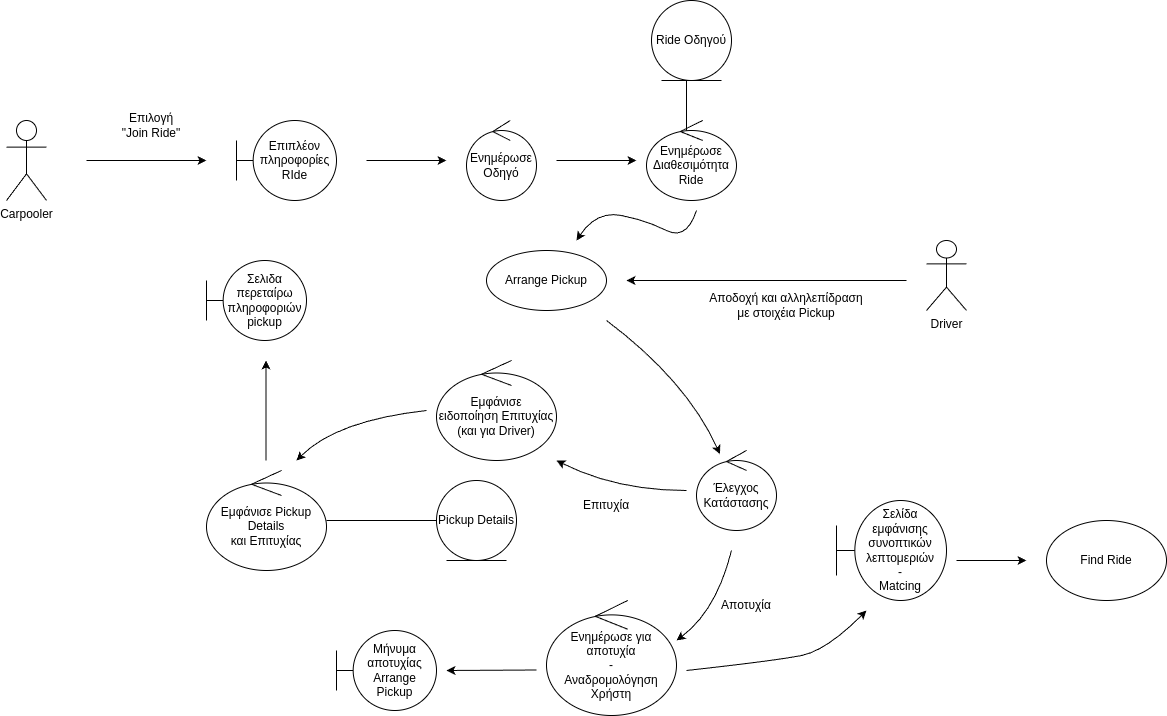 Ride Οδηγού
Επιλογή
"Join Ride"
Επιπλέον
πληροφορίες
RIde
Ενημέρωσε
Οδηγό
Ενημέρωσε
Διαθεσιμότητα
Ride
Carpooler
Σελιδα
περεταίρω
πληροφοριών
pickup
Arrange Pickup
Αποδοχή και αλληλεπίδραση
με στοιχέια Pickup
Driver
Εμφάνισε
ειδοποίηση Επιτυχίας
(και για Driver)
Επιτυχία
Έλεγχος
Κατάστασης
Εμφάνισε Pickup
Details
και Επιτυχίας
Pickup Details
Σελίδα
εμφάνισης
συνοπτικών
λεπτομεριών
-
Matcing
Find Ride
Αποτυχία
Ενημέρωσε για
αποτυχία
-
Αναδρομολόγηση
Χρήστη
Μήνυμα
αποτυχίας
Arrange
Pickup